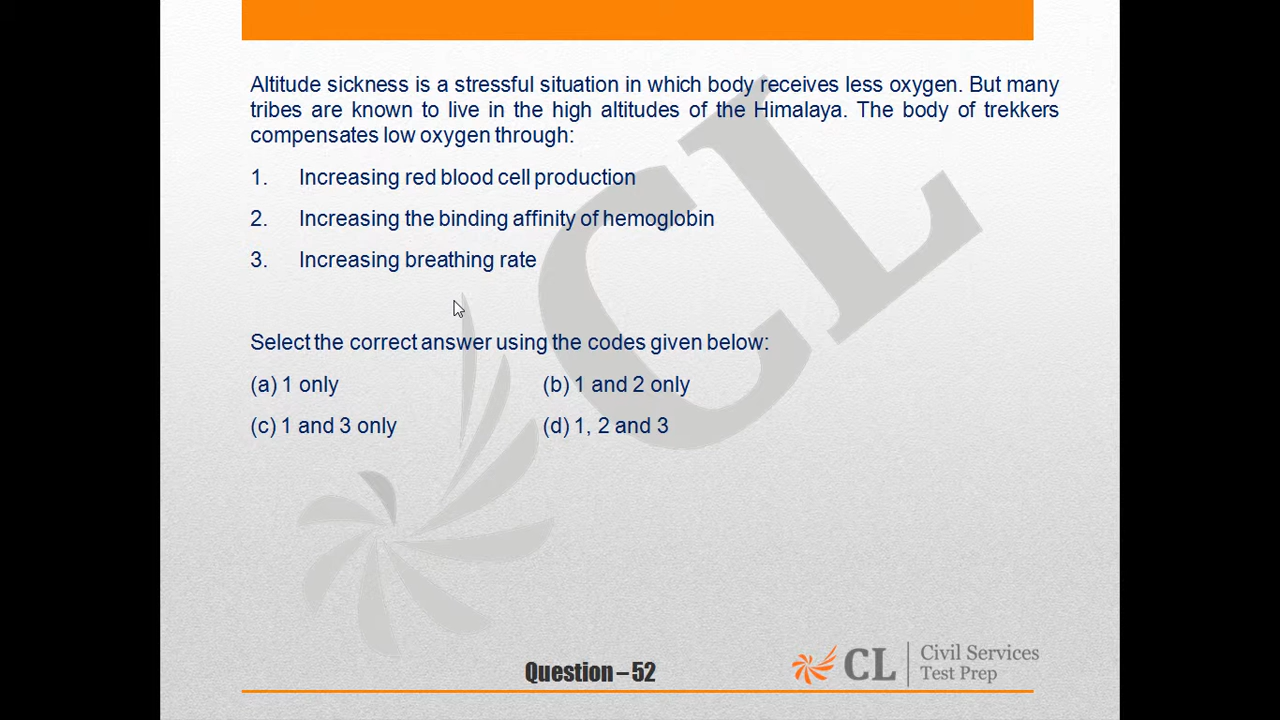 Altitude sickness is a stressful situation in which body receives less oxygen. But many
tribes are known to live in the high altitudes of the Himalaya. The body of trekkers
compensates low oxygen through:
1. Increasing red blood cell production
2. Increasing the binding affinity of hemoglobin
3. Increasing breathing rate
Select the correct answer using the codes given below:
(a) 1 only (b) 1 and 2 only
(c) 1 and 3 only (d) 1, 2 and 3
CL
Question – 52
CL Civil Services
Test Prep